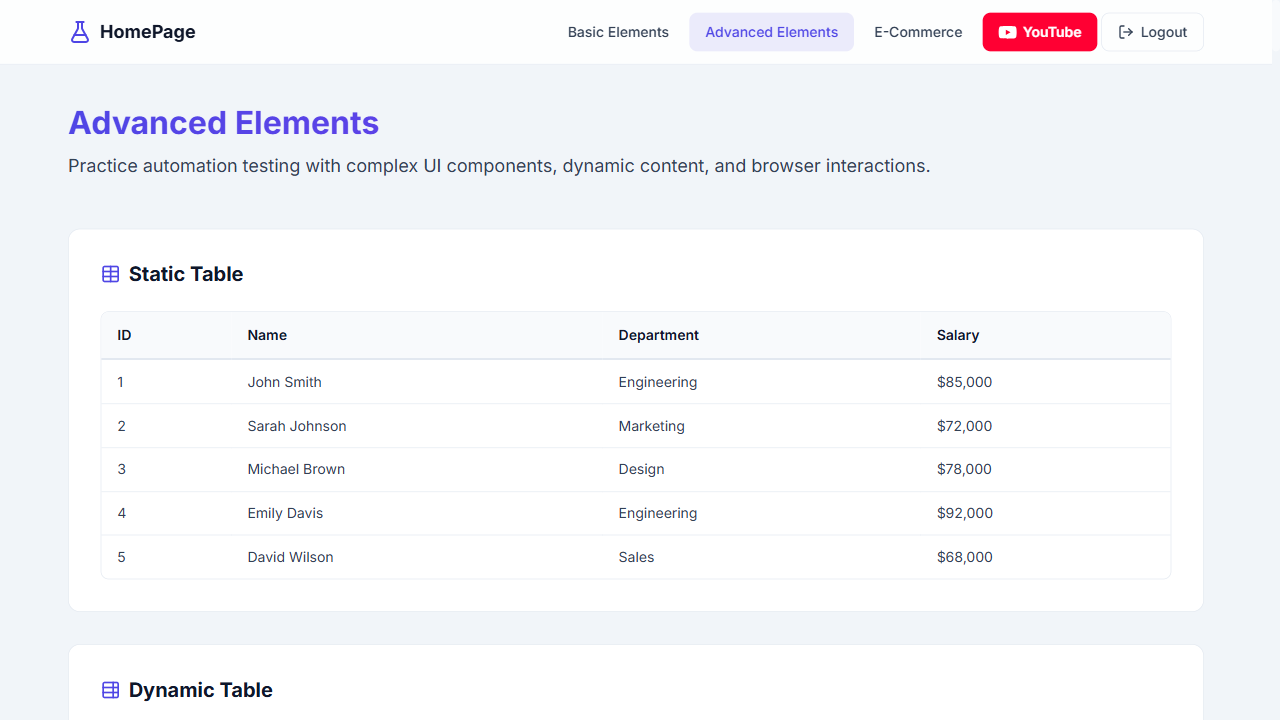 HomePage
Basic Elements
Advanced Elements
E-Commerce
YouTube
Logout
Advanced Elements
Practice automation testing with complex UI components, dynamic content, and browser interactions.
Static Table
ID Name Department Salary
1 John Smith Engineering $85,000
2 Sarah Johnson Marketing $72,000
3 Michael Brown Design $78,000
4 Emily Davis Engineering $92,000
5 David Wilson Sales $68,000
Dynamic Table